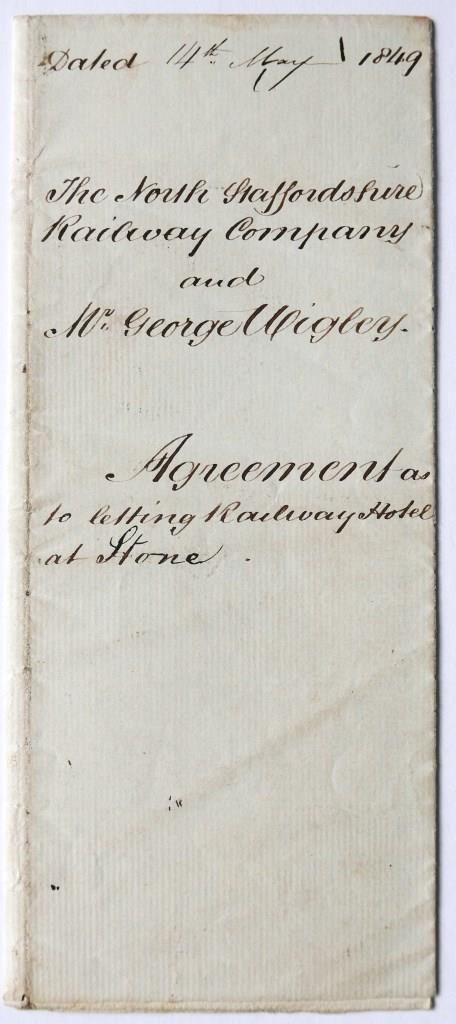 Dated 14th May 1849
The North Staffordshire
Railway Company
and
Mr. George Wigley.
Agreement as
to letting Railway Hotel
at Stone.